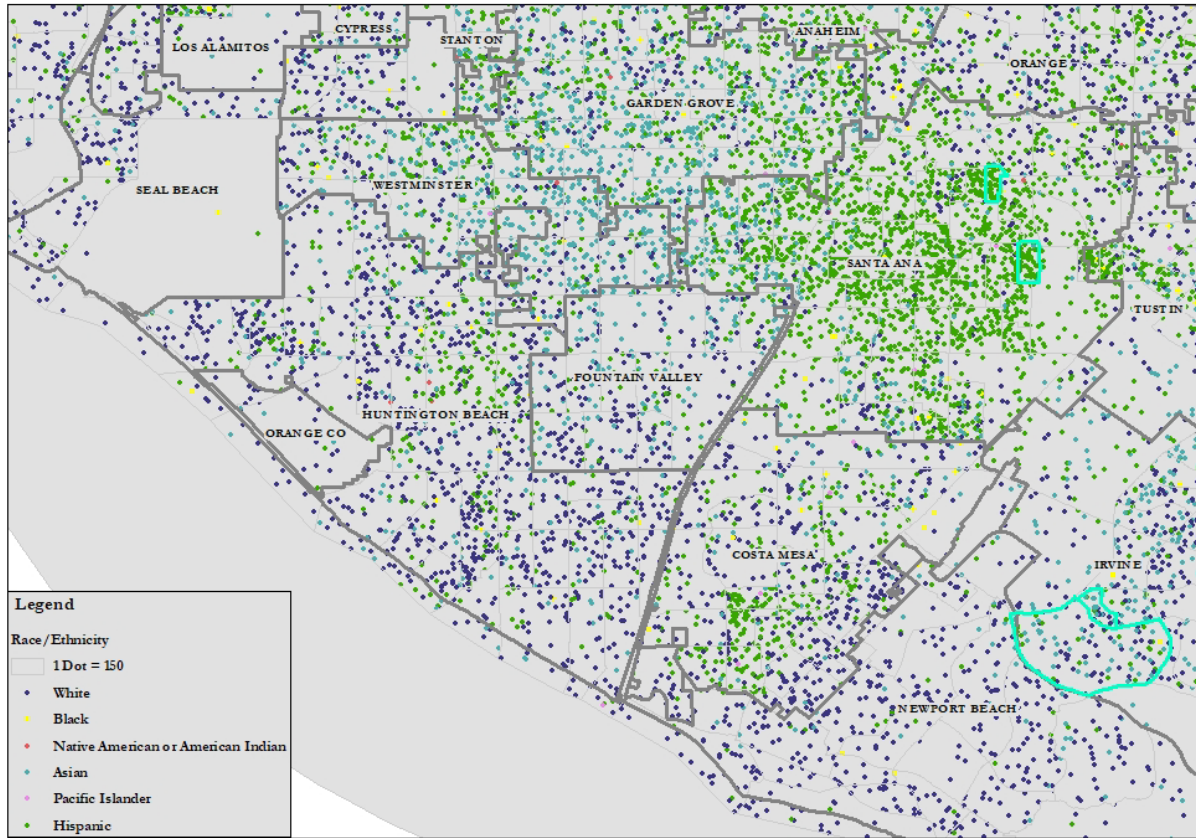 CYPRESS
ANAHEIM
LOS ALAMITOS
STANTON
ORANGE
GARDEN GROVE
SEAL BEACH
WESTMINSTER
SANTA ANA
TUSTIN
FOUNTAIN VALLEY
HUNTINGTON BEACH
ORANGE CO
COSTA MESA
IRVINE
NEWPORT BEACH
Legend
Race/Ethnicity
1 Dot = 150
White
Black
Native American or American Indian
Asian
Pacific Islander
Hispanic